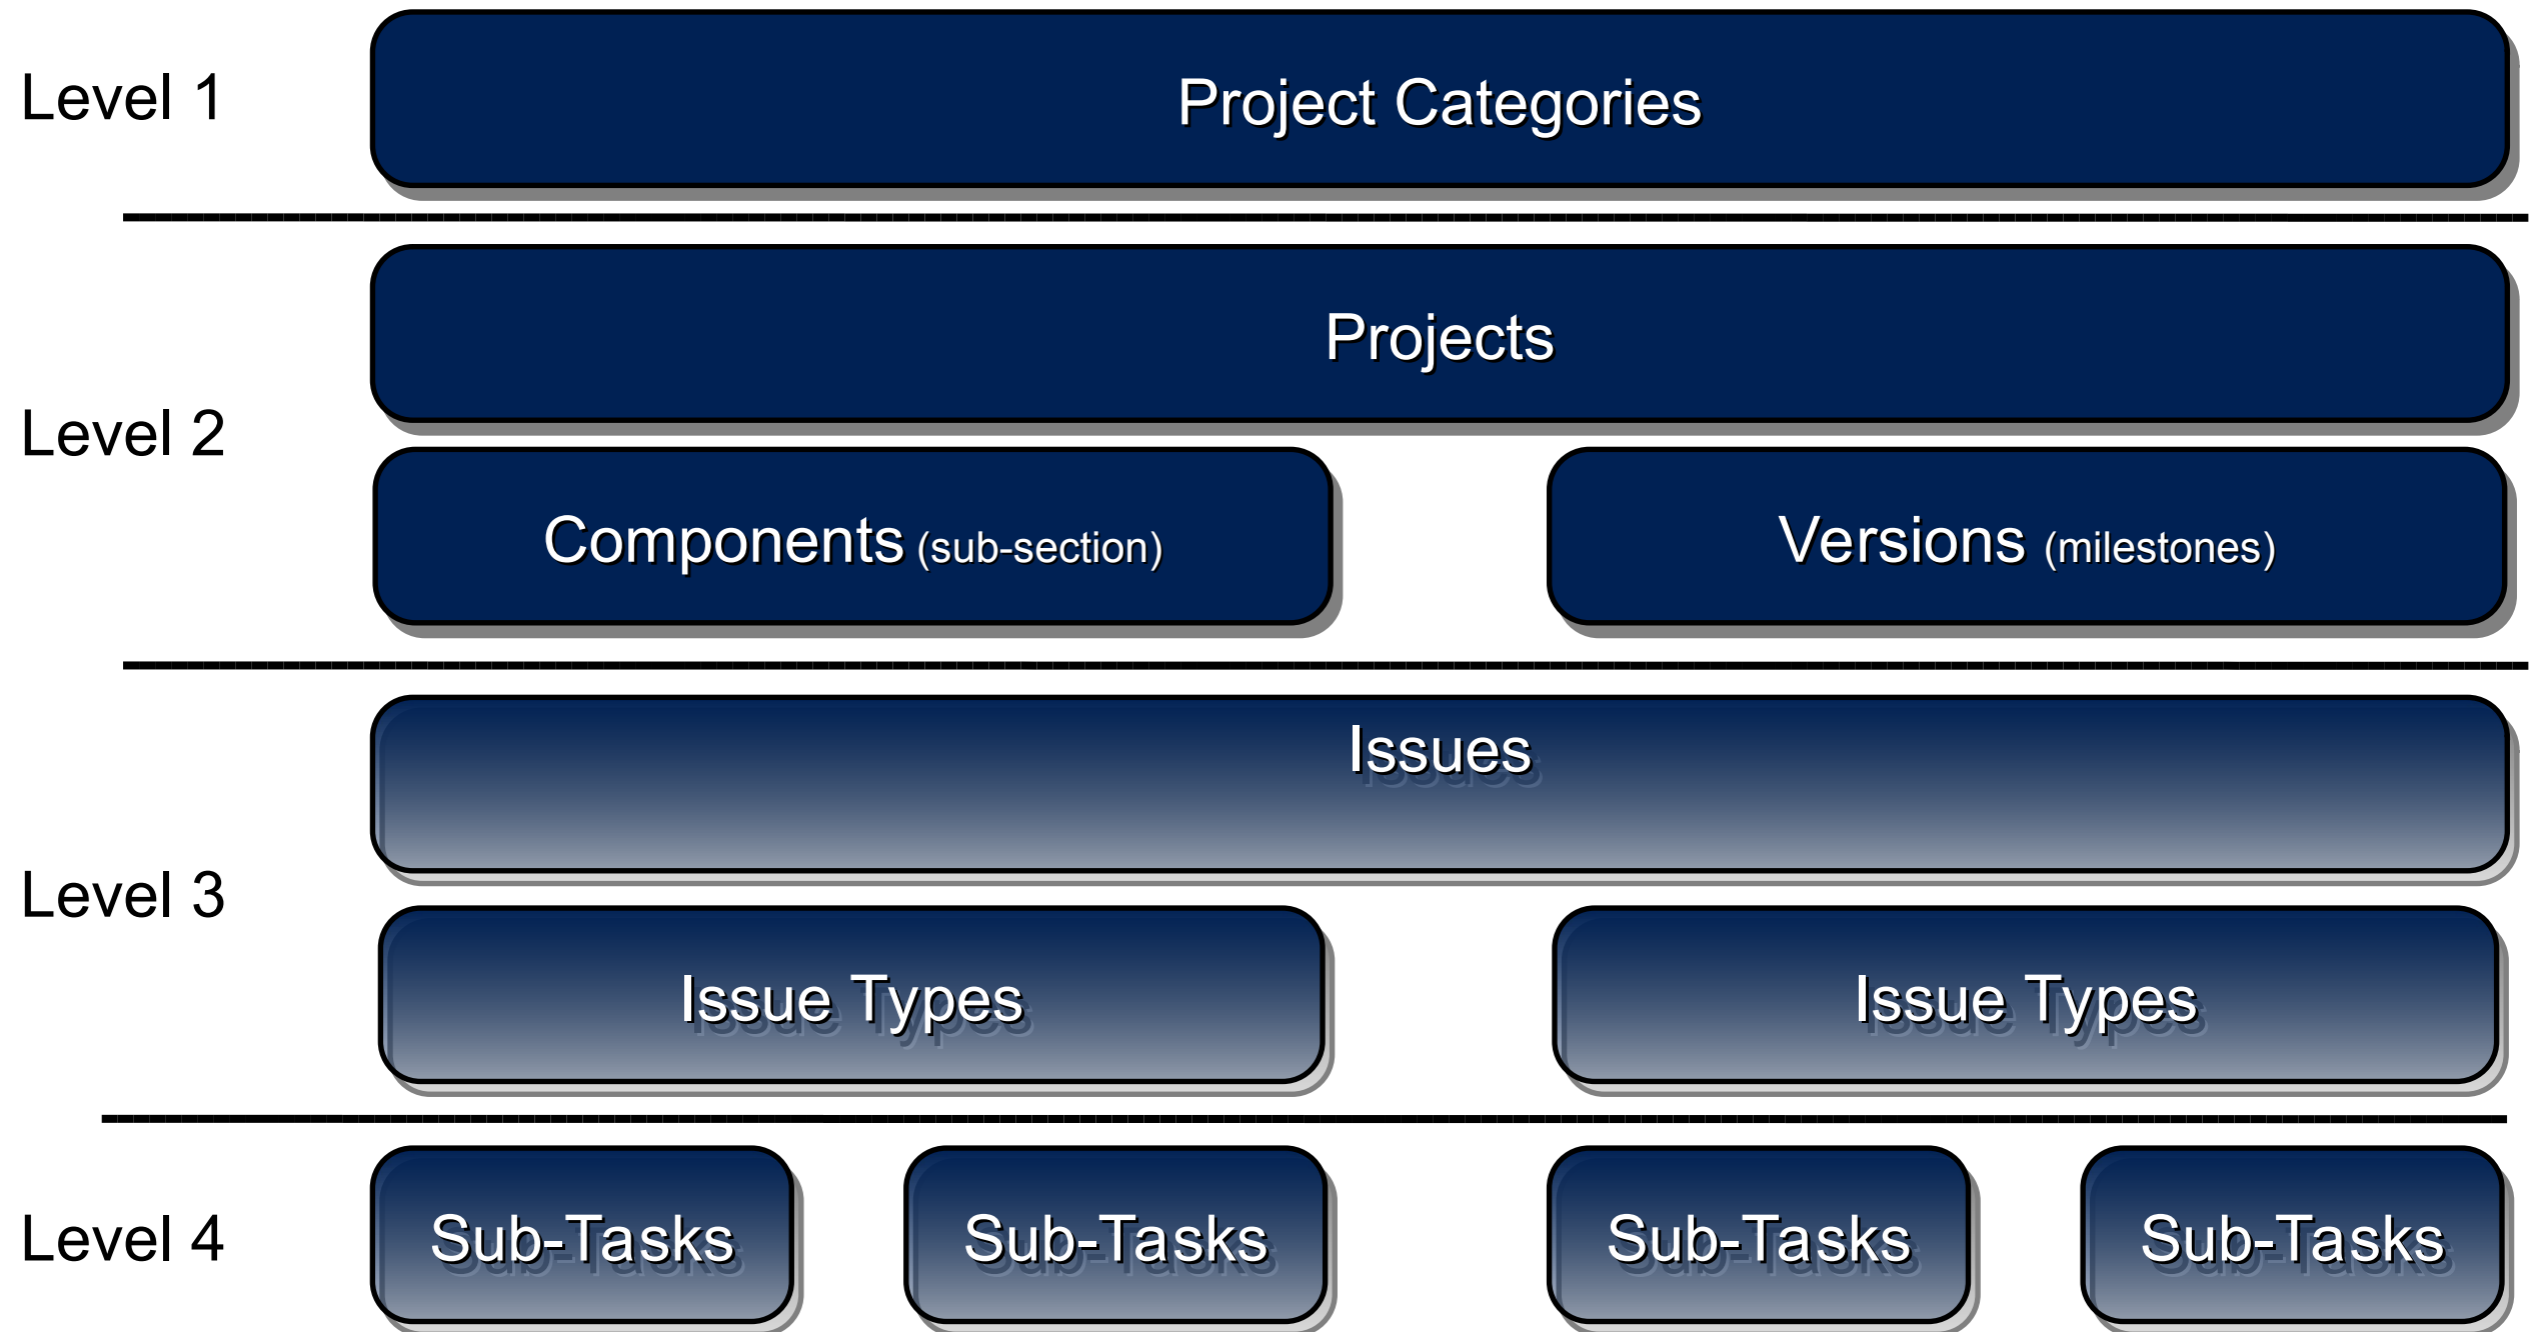 Level 1
Project Categories
Level 2
Projects
Components (sub-section)
Versions (milestones)
Level 3
Issues
Issue Types
Issue Types
Level 4
Sub-Tasks
Sub-Tasks
Sub-Tasks
Sub-Tasks